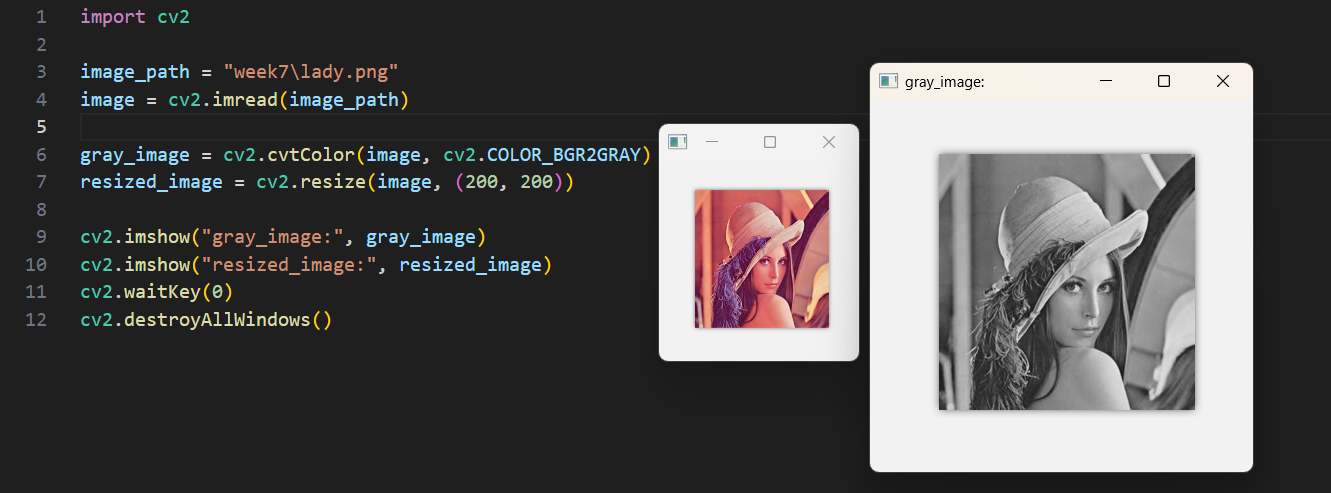 1 import cv2
2
3 image_path = "week7\lady.png"
4 image = cv2.imread(image_path)
5
6 gray_image = cv2.cvtColor(image, cv2.COLOR_BGR2GRAY)
7 resized_image = cv2.resize(image, (200, 200))
8
9 cv2.imshow("gray_image:", gray_image)
10 cv2.imshow("resized_image:", resized_image)
11 cv2.waitKey(0)
12 cv2.destroyAllWindows()
gray_image: